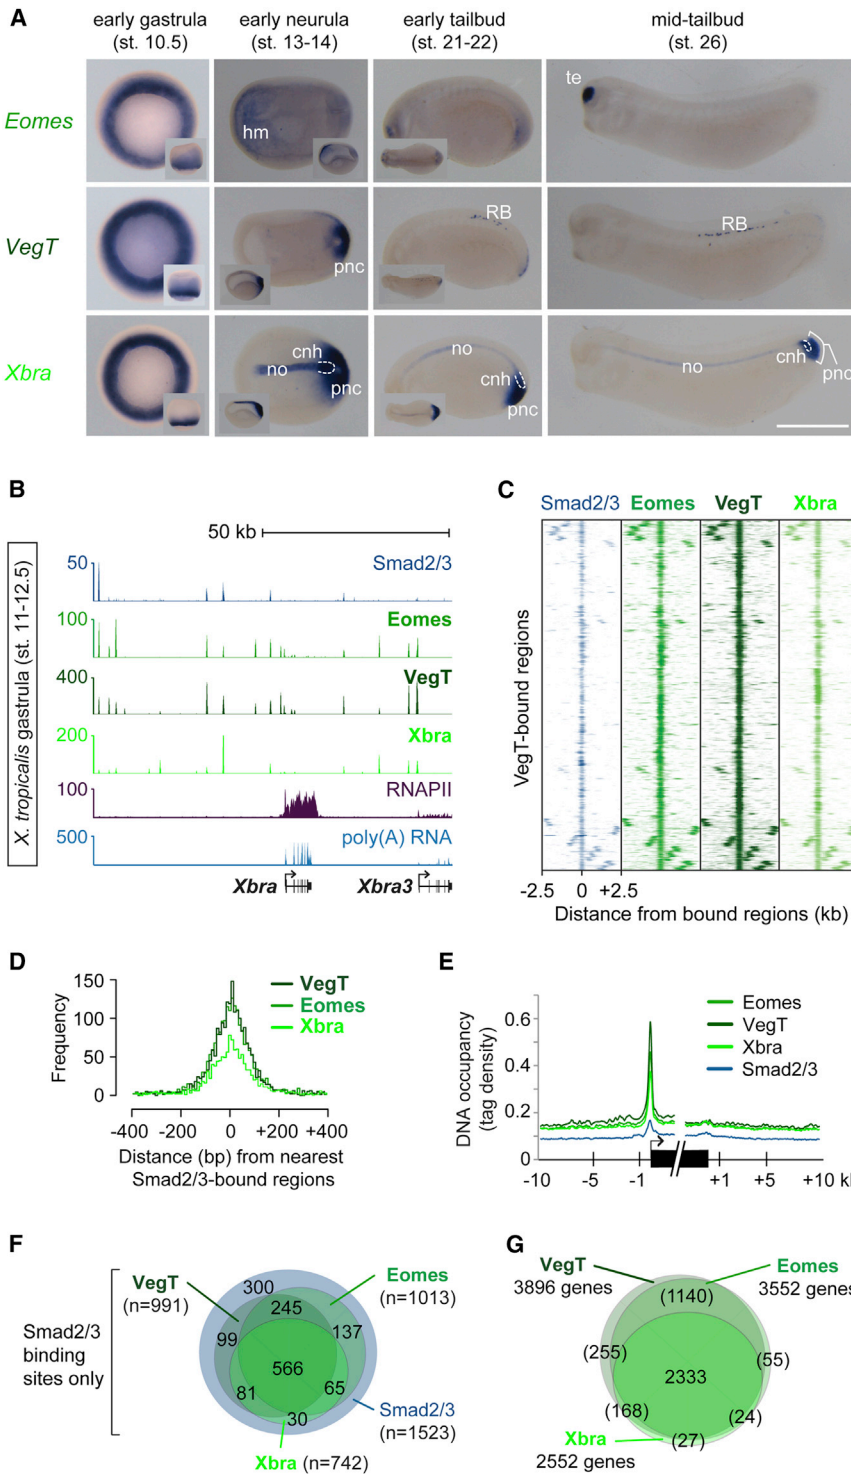 A
early gastrula
(st. 10.5)
early neurula
(st. 13-14)
early tailbud
(st. 21-22)
mid-tailbud
(st. 26)
Eomes
hm
te
VegT
pnc
RB
RB
Xbra
cnh
no
pnc
no
cnh
pnc
no
cnh
pnc
B
50 kb
X. tropicalis gastrula (st. 11-12.5)
50
Smad2/3
100
Eomes
400
VegT
200
Xbra
100
RNAPII
500
poly(A) RNA
Xbra
Xbra3
C
Smad2/3 Eomes VegT Xbra
VegT-bound regions
-2.5 0 +2.5
Distance from bound regions (kb)
D
Frequency
150
100
50
0
VegT
Eomes
Xbra
-400 -200 0 +200 +400
Distance (bp) from nearest
Smad2/3-bound regions
E
DNA occupancy
(tag density)
0.6
0.4
0.2
0
Eomes
VegT
Xbra
Smad2/3
-10 -5 -1 +1 +5 +10 kb
F
Smad2/3
binding
sites only
VegT
(n=991)
Eomes
(n=1013)
300
245
99
137
566
81
65
30
Smad2/3
(n=1523)
Xbra (n=742)
G
VegT
3896 genes
Eomes
3552 genes
(1140)
(255)
(55)
2333
(168)
(24)
(27)
Xbra
2552 genes